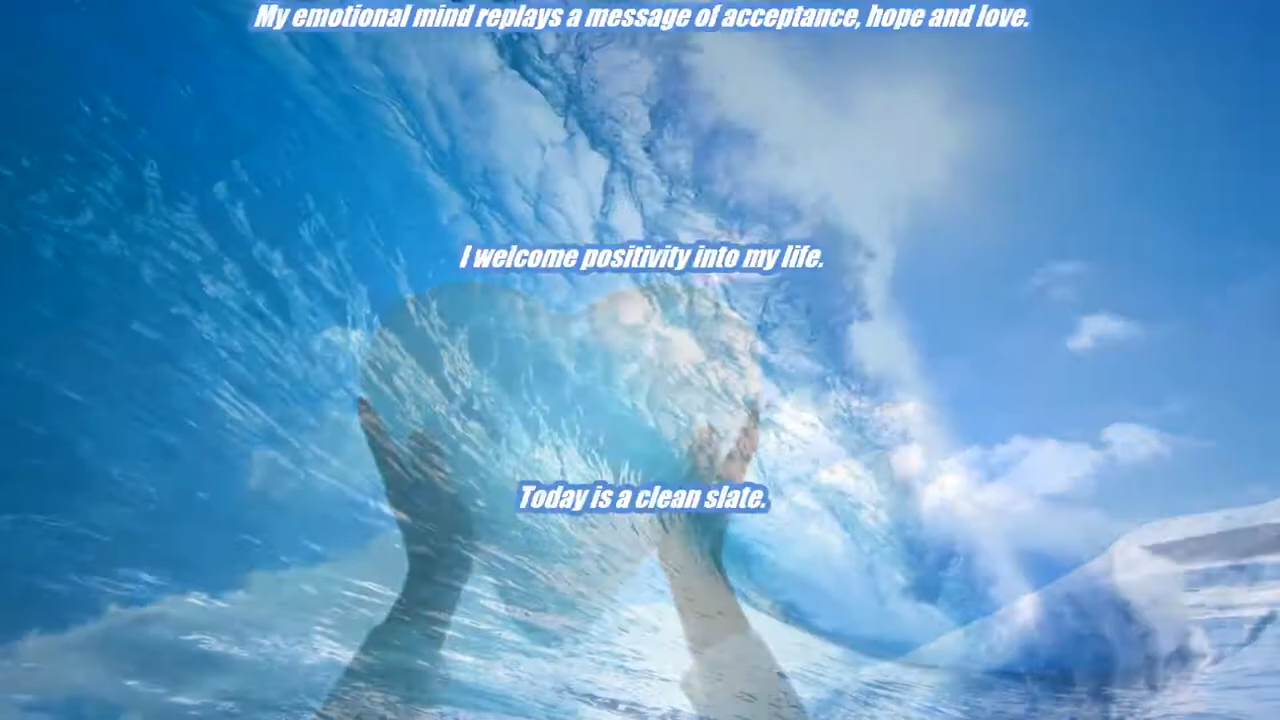 My emotional mind replays a message of acceptance, hope and love.
I welcome positivity into my life.
Today is a clean slate.